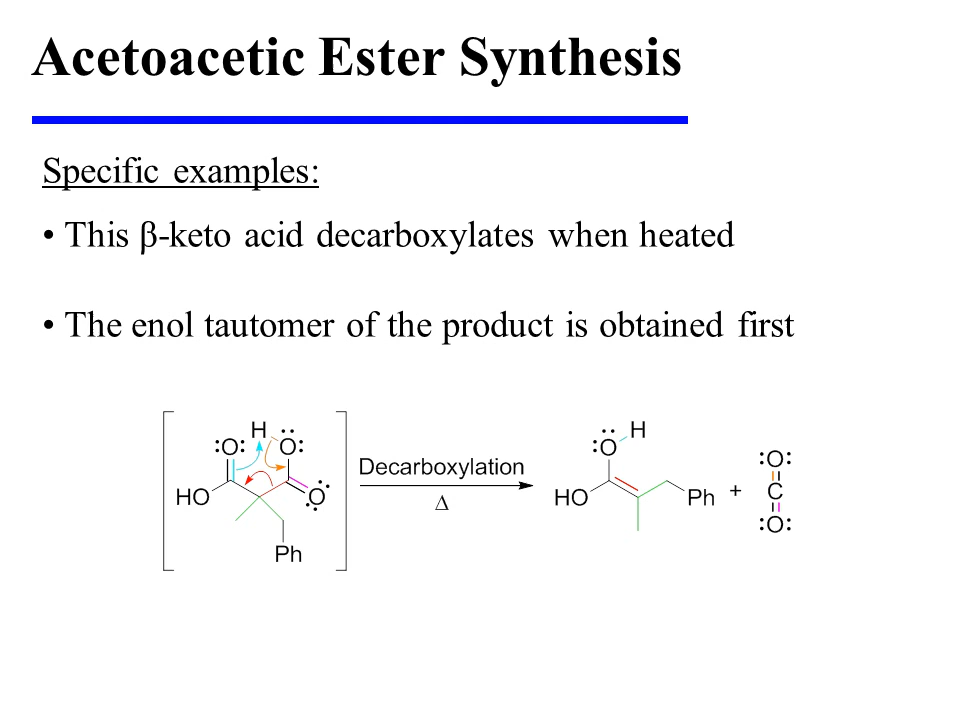 Acetoacetic Ester Synthesis
Specific examples:
• This β-keto acid decarboxylates when heated
• The enol tautomer of the product is obtained first
H
O
O
HO
O
Ph
Decarboxylation
Δ
H
O
HO
Ph
+
O
C
O